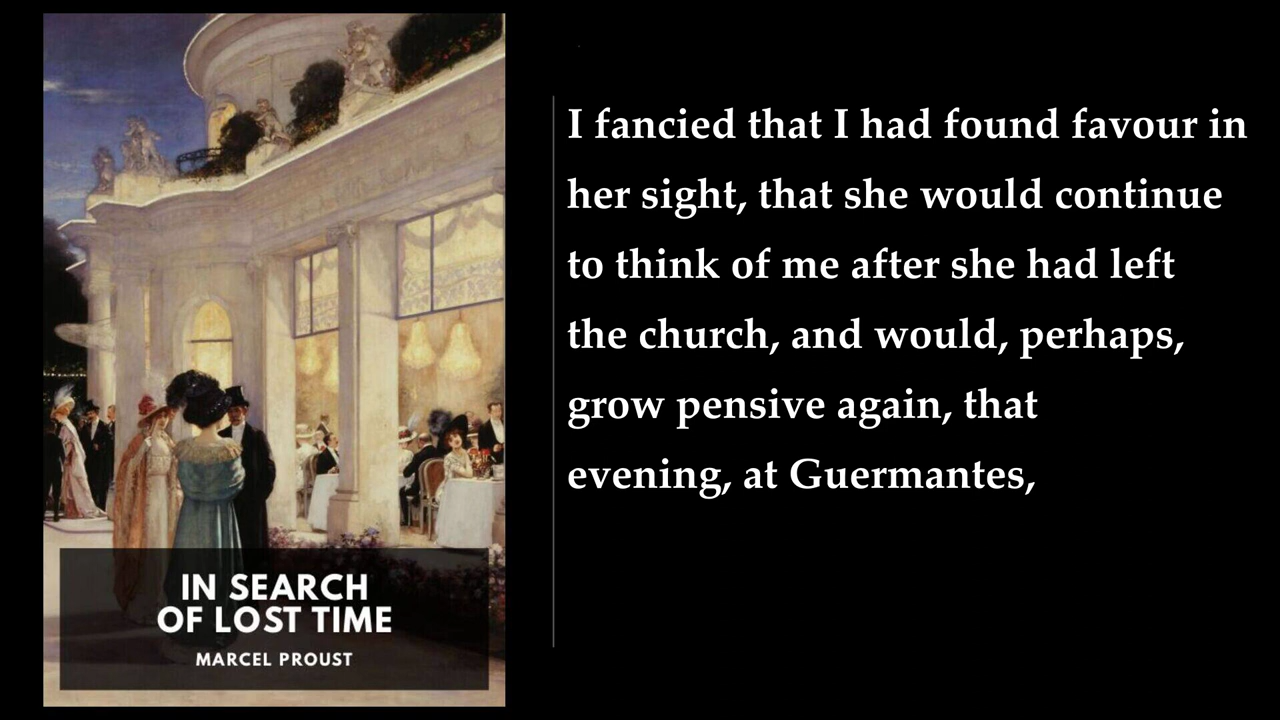 IN SEARCH
OF LOST TIME
MARCEL PROUST
I fancied that I had found favour in
her sight, that she would continue
to think of me after she had left
the church, and would, perhaps,
grow pensive again, that
evening, at Guermantes,